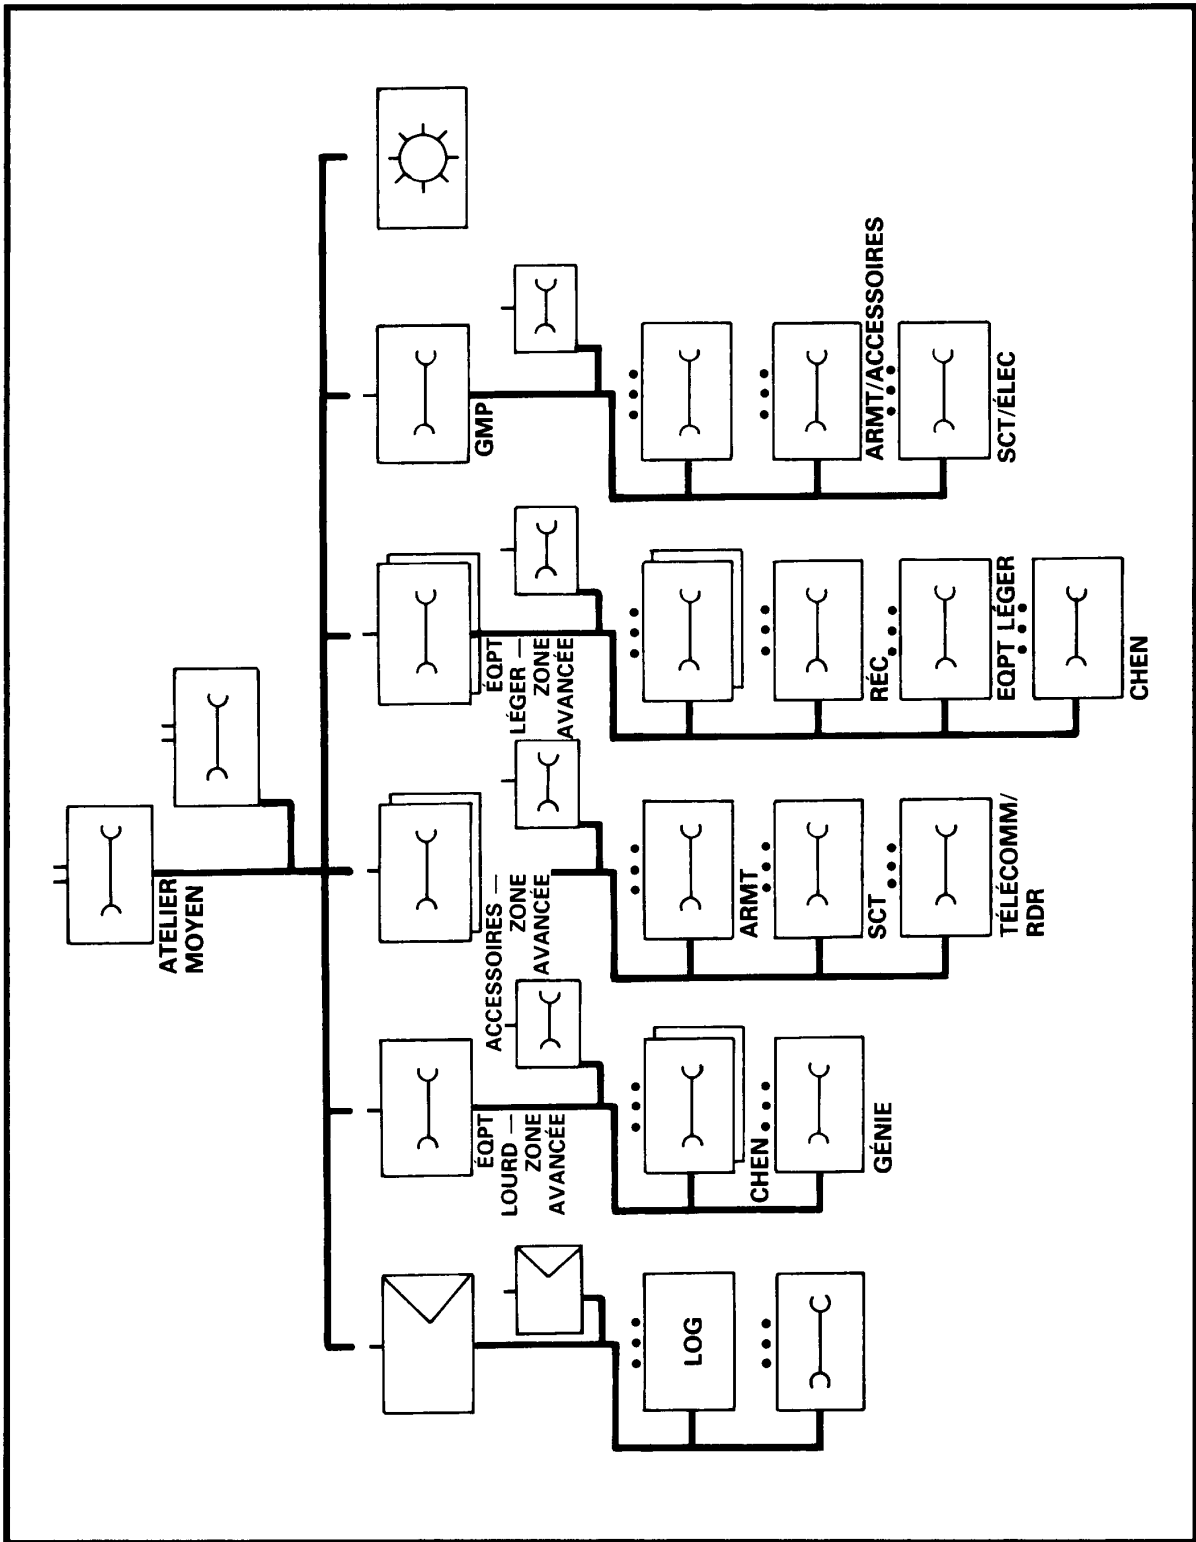 ATELIER
MOYEN
ÉQPT
LOURD —
ZONE
AVANCÉE
ACCESSOIRES —
ZONE
AVANCÉE
ÉQPT
LÉGER —
ZONE
AVANCÉE
GMP
LOG
CHEN
GÉNIE
ARMT
SCT
TÉLÉCOMM/
RDR
RÉC
EQPT LÉGER
CHEN
ARMT/ACCESSOIRES
SCT/ÉLEC